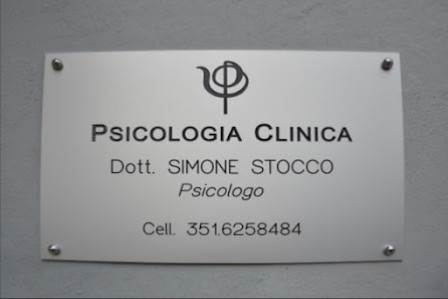 PSICOLOGIA CLINICA
Dott. SIMONE STOCCO
Psicologo
Cell. 351.6258484